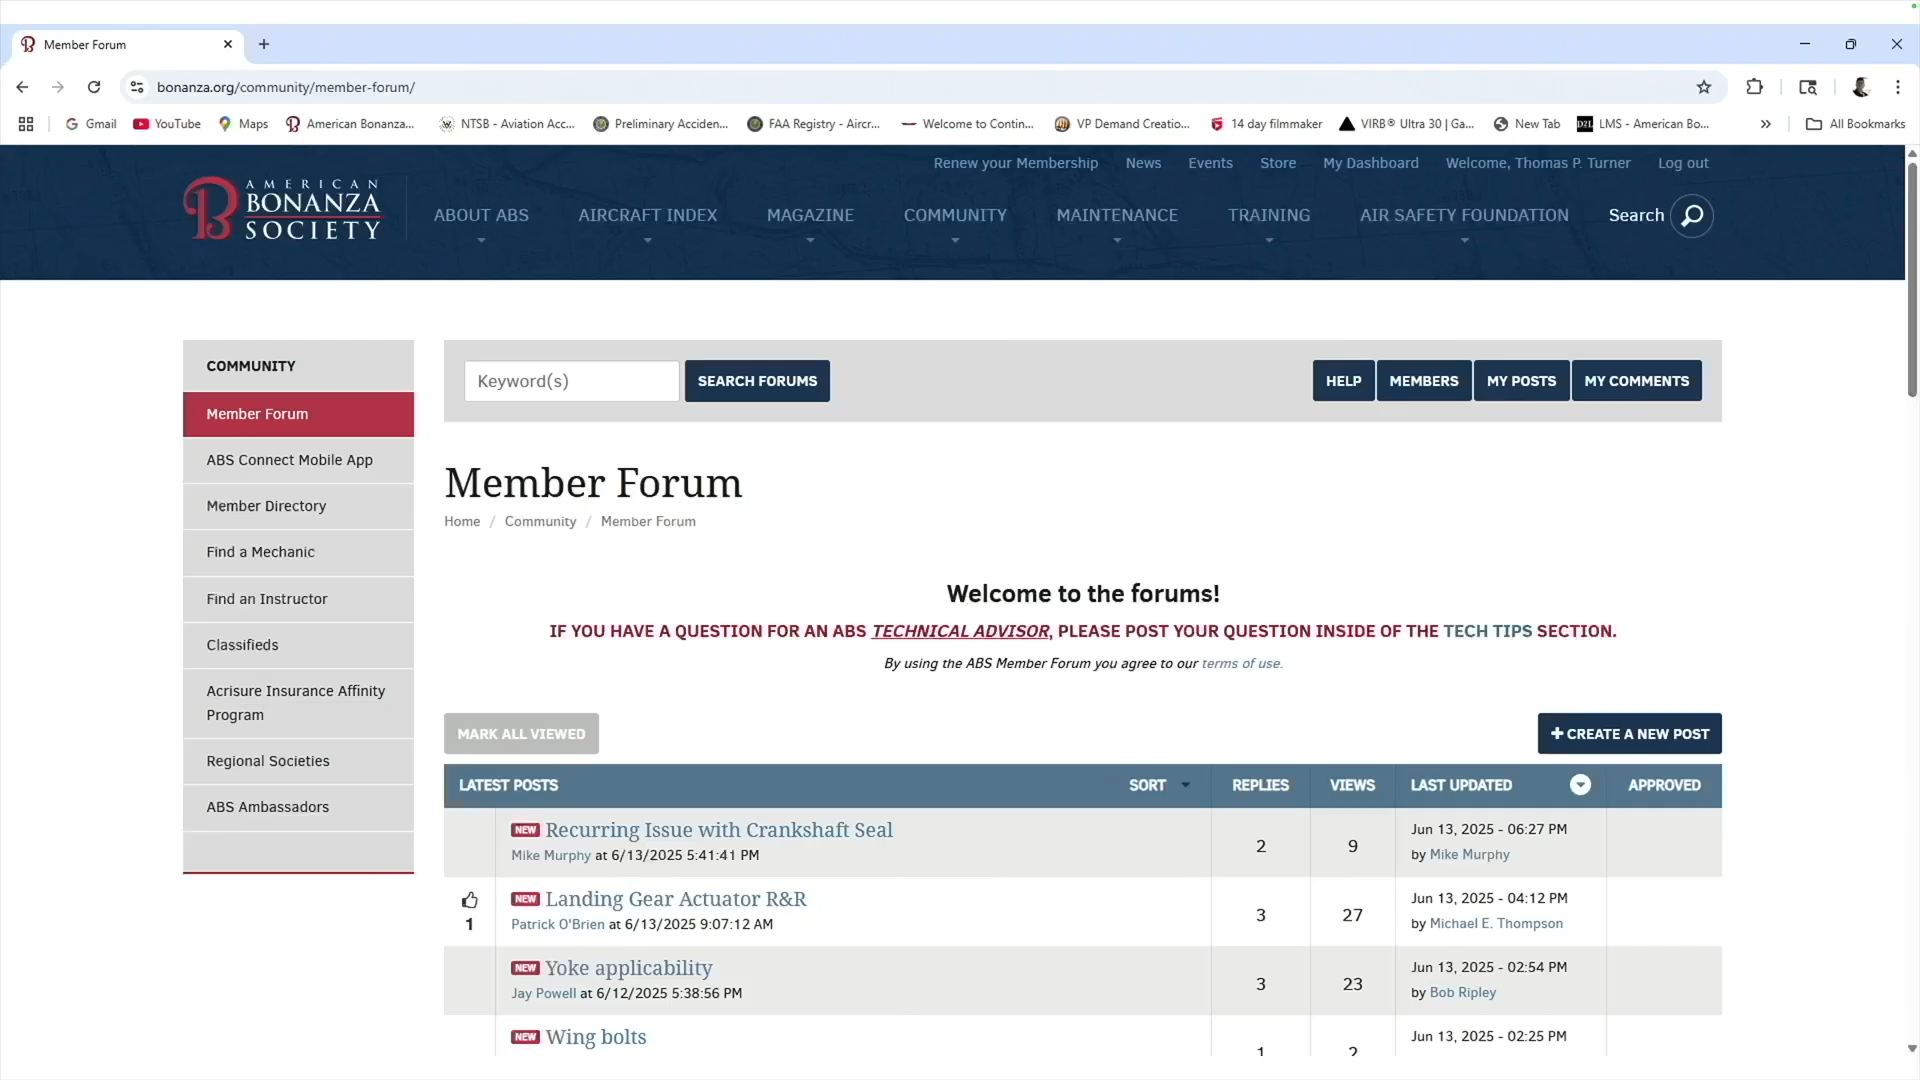 Member Forum
bonanza.org/community/member-forum/
Gmail YouTube Maps American Bonanza... NTSB - Aviation Acc... Preliminary Acciden... FAA Registry - Aircr... Welcome to Contin... VP Demand Creatio... 14 day filmmaker VIRB® Ultra 30 | Ga... New Tab LMS - American Bo... » All Bookmarks
Renew your Membership News Events Store My Dashboard Welcome, Thomas P. Turner Log out
AMERICAN
BONANZA
SOCIETY
ABOUT ABS AIRCRAFT INDEX MAGAZINE COMMUNITY MAINTENANCE TRAINING AIR SAFETY FOUNDATION Search
COMMUNITY
Member Forum
ABS Connect Mobile App
Member Directory
Find a Mechanic
Find an Instructor
Classifieds
Acrisure Insurance Affinity
Program
Regional Societies
ABS Ambassadors
Keyword(s) SEARCH FORUMS HELP MEMBERS MY POSTS MY COMMENTS
Member Forum
Home / Community / Member Forum
Welcome to the forums!
IF YOU HAVE A QUESTION FOR AN ABS TECHNICAL ADVISOR, PLEASE POST YOUR QUESTION INSIDE OF THE TECH TIPS SECTION.
By using the ABS Member Forum you agree to our terms of use.
MARK ALL VIEWED + CREATE A NEW POST
LATEST POSTS SORT REPLIES VIEWS LAST UPDATED APPROVED
NEW Recurring Issue with Crankshaft Seal 2 9 Jun 13, 2025 - 06:27 PM
Mike Murphy at 6/13/2025 5:41:41 PM by Mike Murphy
NEW Landing Gear Actuator R&R 3 27 Jun 13, 2025 - 04:12 PM
1 Patrick O'Brien at 6/13/2025 9:07:12 AM by Michael E. Thompson
NEW Yoke applicability 3 23 Jun 13, 2025 - 02:54 PM
Jay Powell at 6/12/2025 5:38:56 PM by Bob Ripley
NEW Wing bolts 1 2 Jun 13, 2025 - 02:25 PM